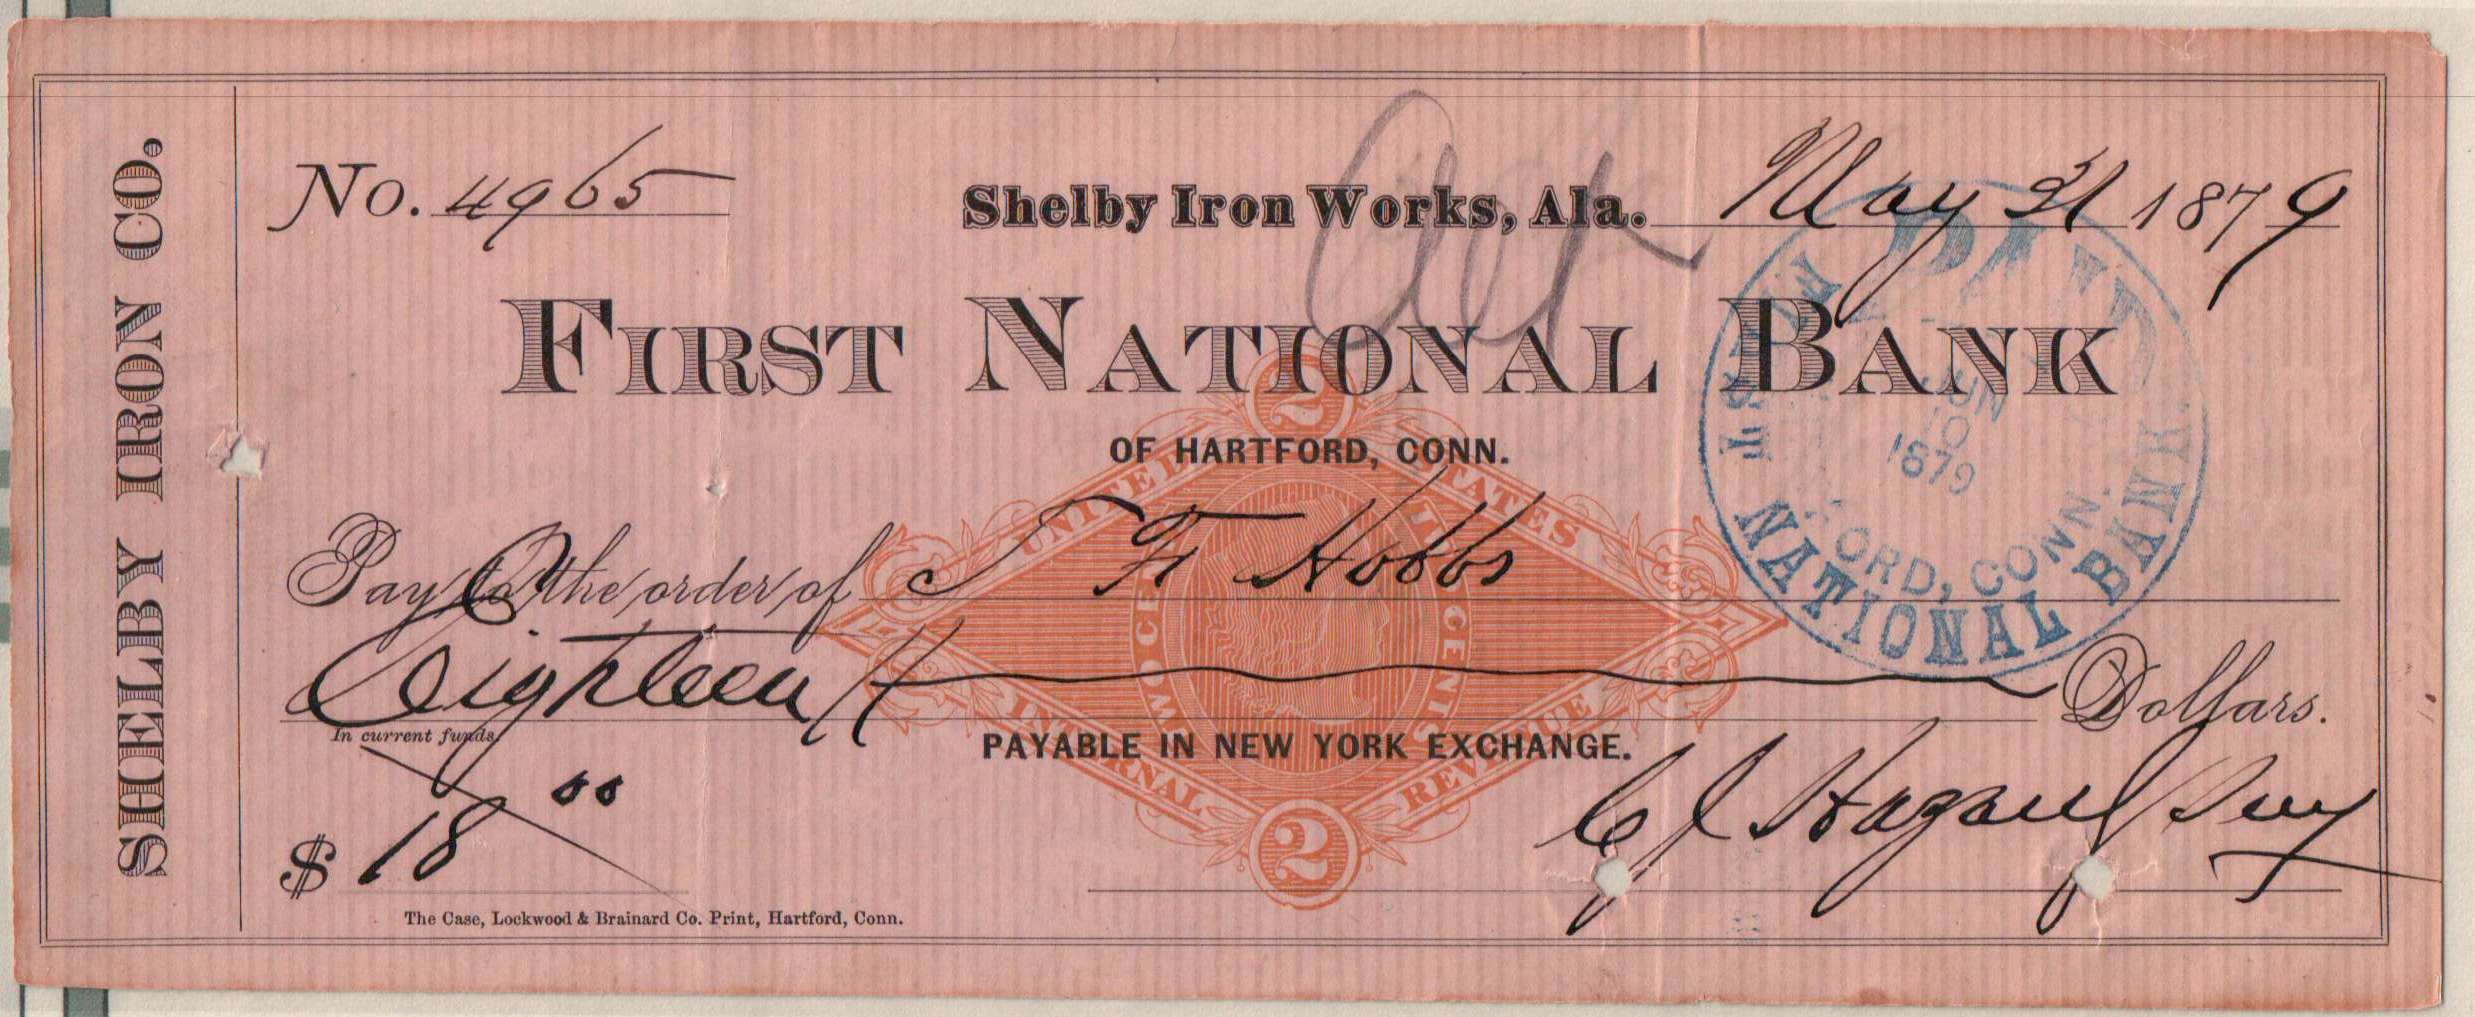 SHELBY IRON CO.
No. 4965
Shelby Iron Works, Ala. May 31 1879
FIRST NATIONAL BANK
OF HARTFORD, CONN.
Pay to the order of J F Hobbs
Eighteen Dollars.
In current funds.
PAYABLE IN NEW YORK EXCHANGE.
$ 18 00
The Case, Lockwood & Brainard Co. Print, Hartford, Conn.
UNITED STATES
INTERNAL REVENUE
TWO CENTS
2
2
PAID
JUN
10
1879
FIRST NATIONAL BANK
HARTFORD, CONN